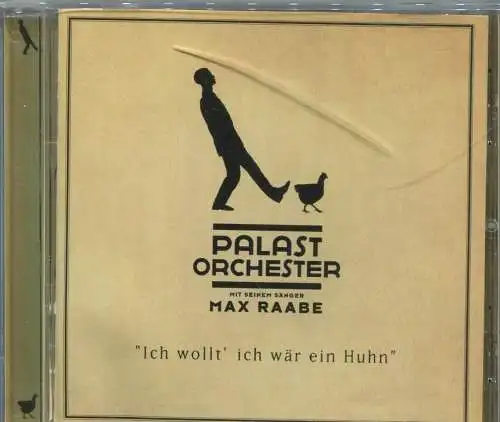 PALAST
ORCHESTER
MIT SEINEM SÄNGER
MAX RAABE
"Ich wollt' ich wär ein Huhn"